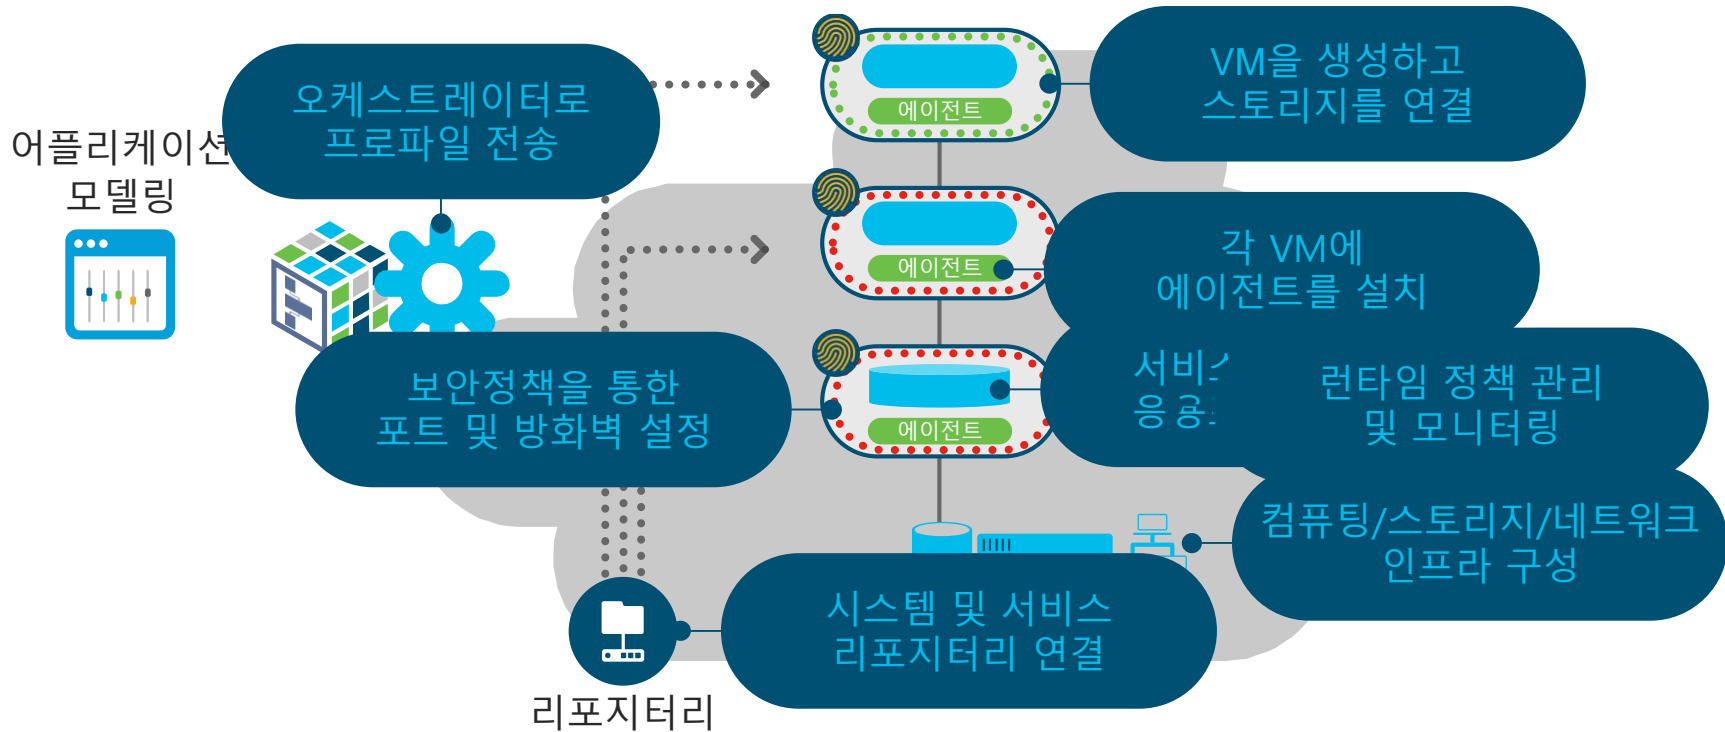 어플리케이션
모델링
오케스트레이터로
프로파일 전송
에이전트
VM을 생성하고
스토리지를 연결
에이전트
각 VM에
에이전트를 설치
보안정책을 통한
포트 및 방화벽 설정
에이전트
런타임 정책 관리
및 모니터링
컴퓨팅/스토리지/네트워크
인프라 구성
시스템 및 서비스
리포지터리 연결
리포지터리